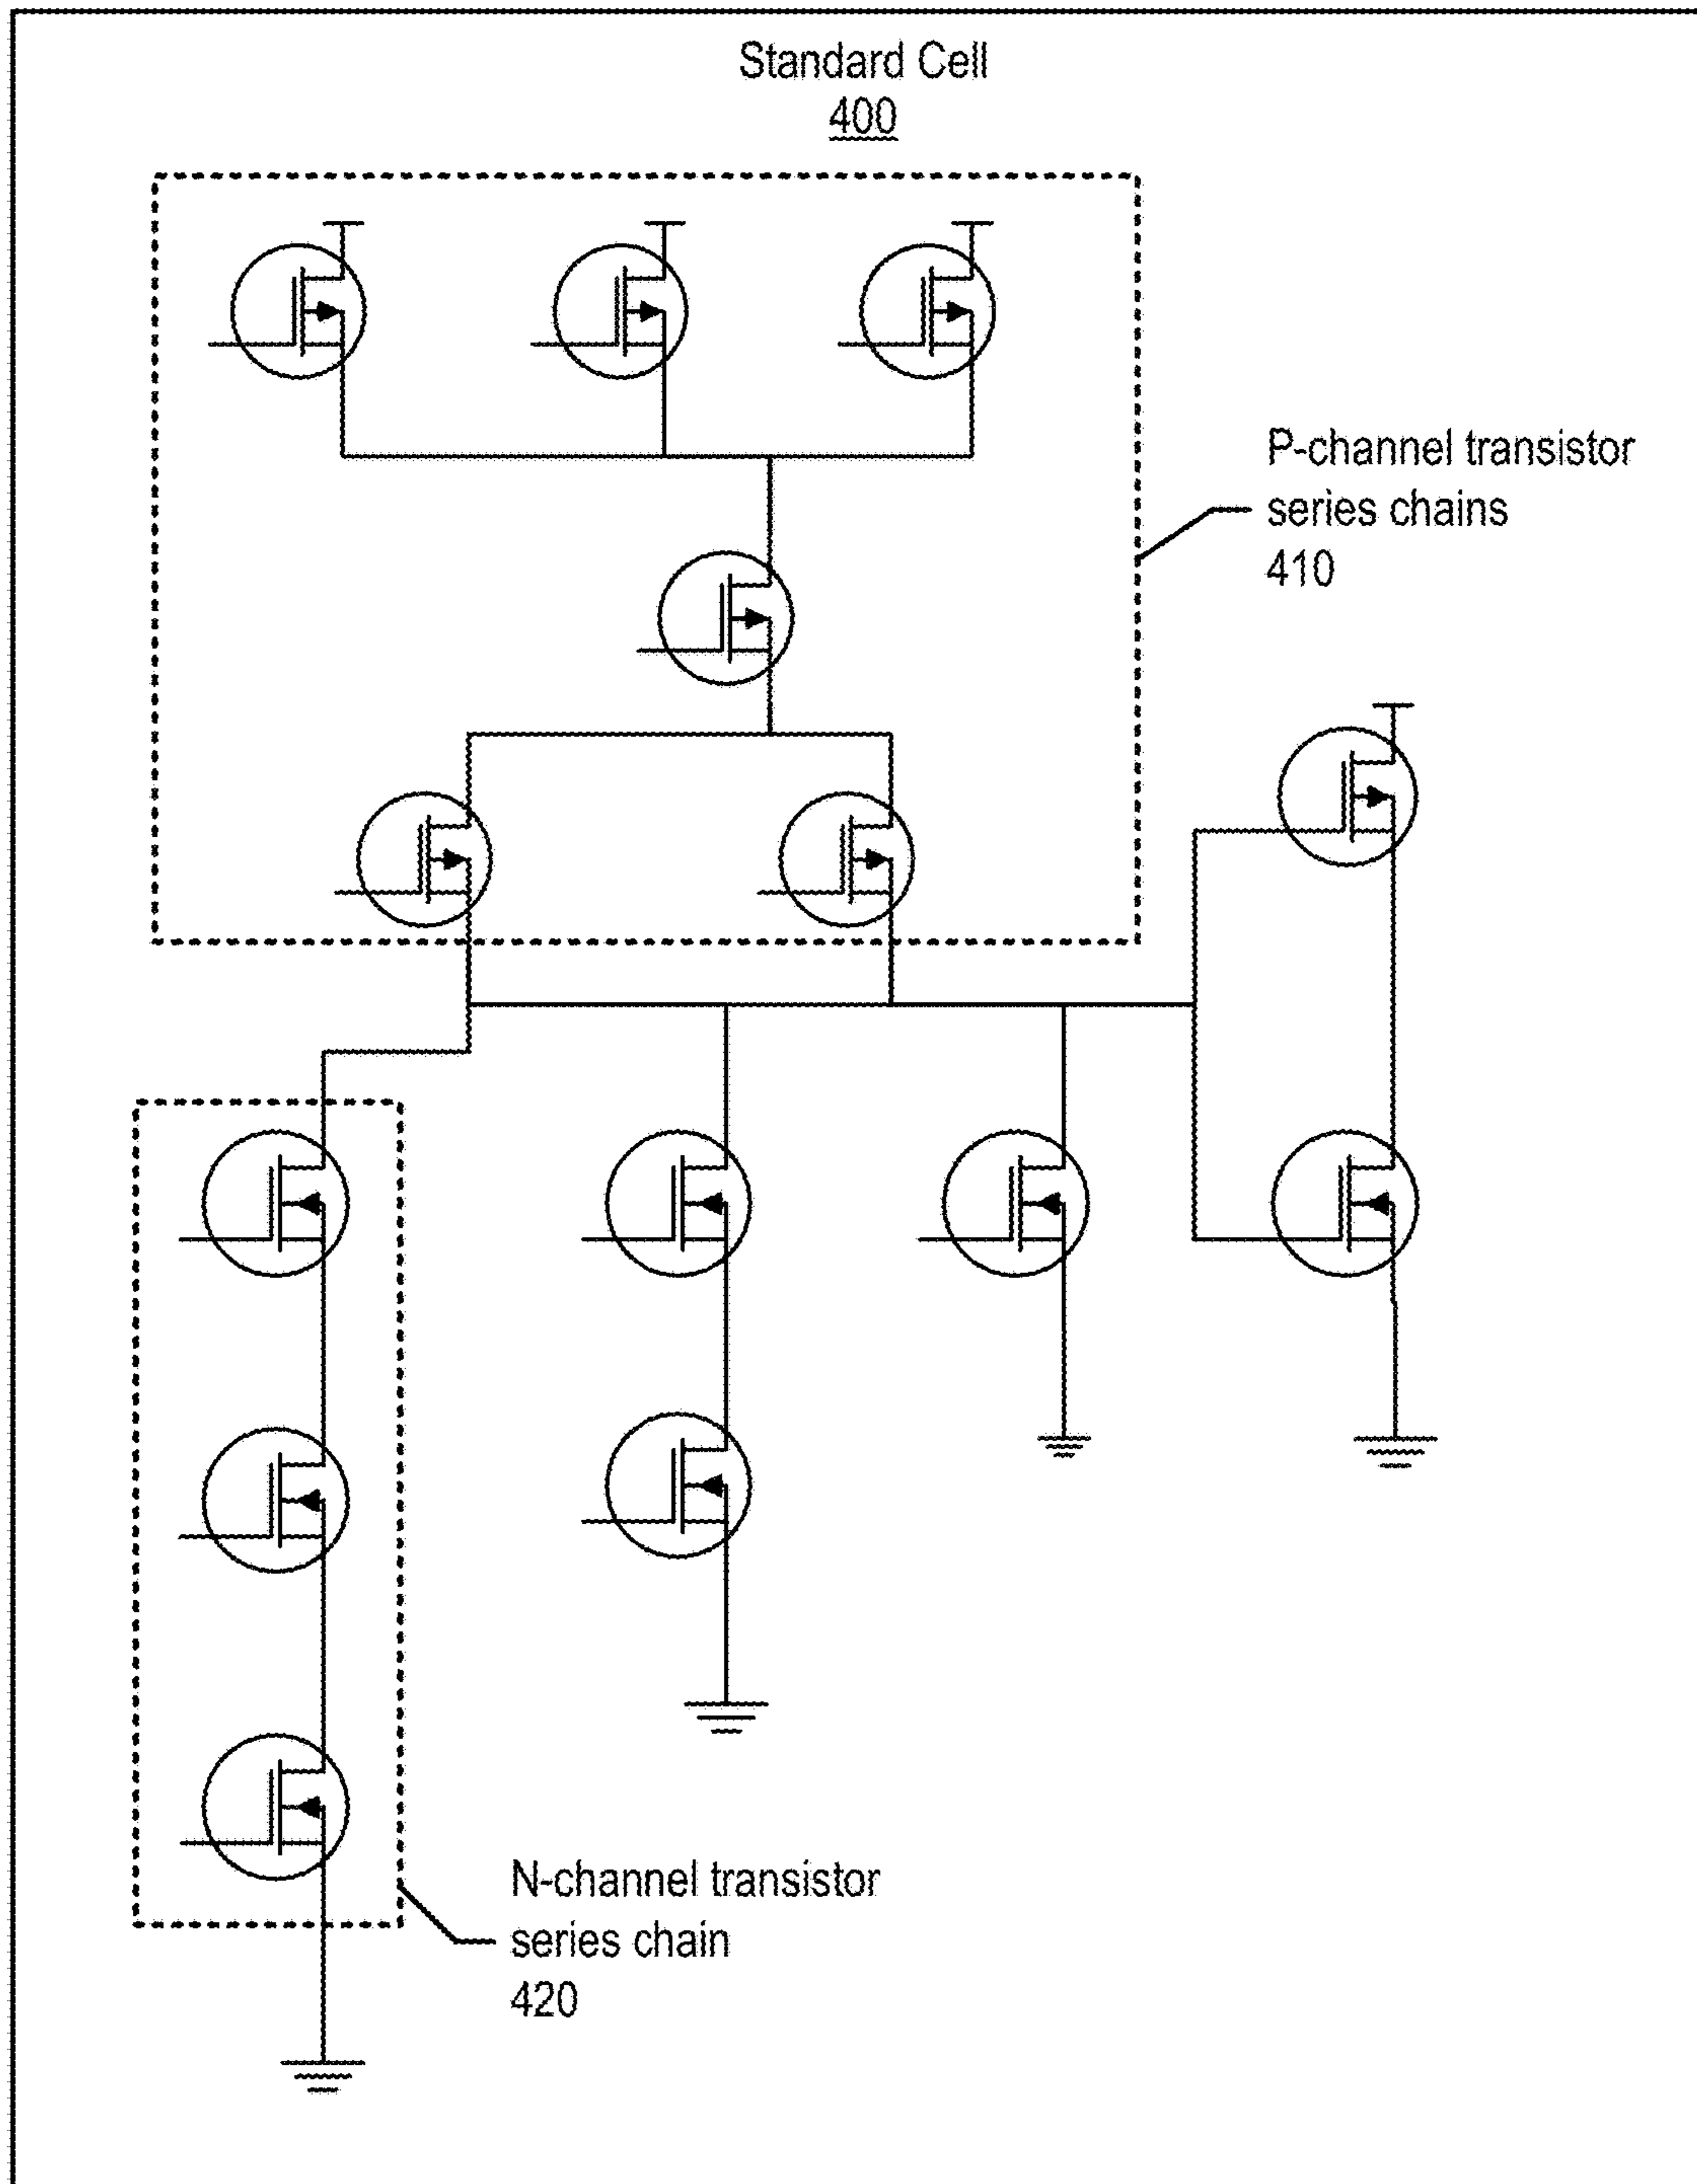 Standard Cell
400
P-channel transistor
series chains
410
N-channel transistor
series chain
420